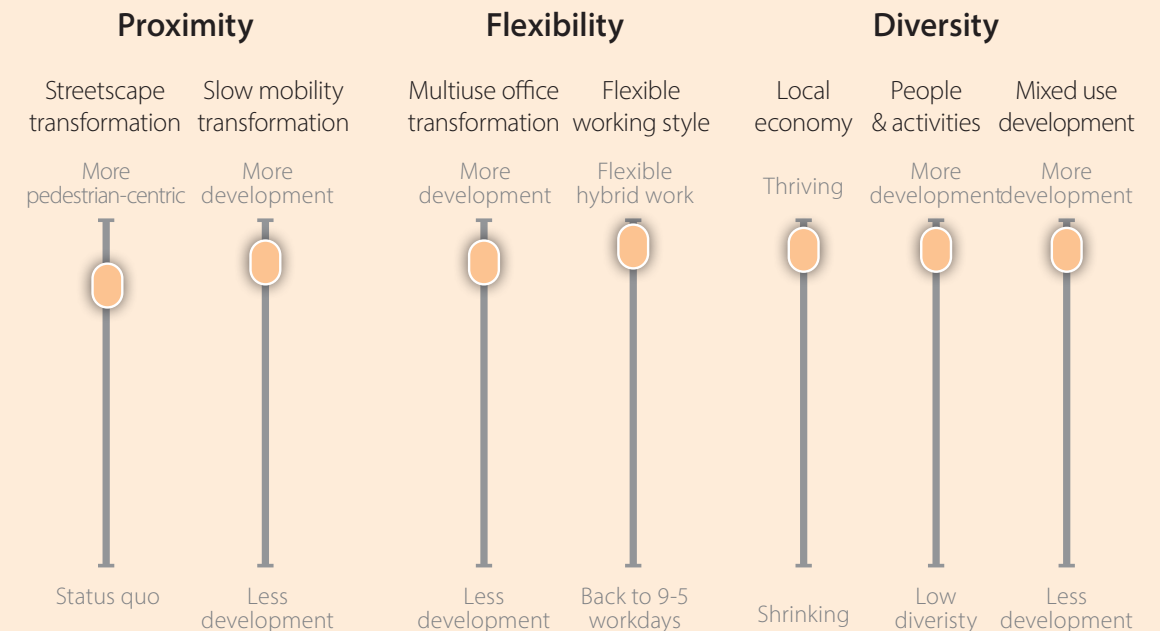 Proximity
Flexibility
Diversity
Streetscape
transformation
Slow mobility
transformation
Multiuse office
transformation
Flexible
working style
Local
economy
People
& activities
Mixed use
development
More
pedestrian-centric
More
development
More
development
Flexible
hybrid work
Thriving
More
development
More
development
Status quo
Less
development
Less
development
Back to 9-5
workdays
Shrinking
Low
diveristy
Less
development